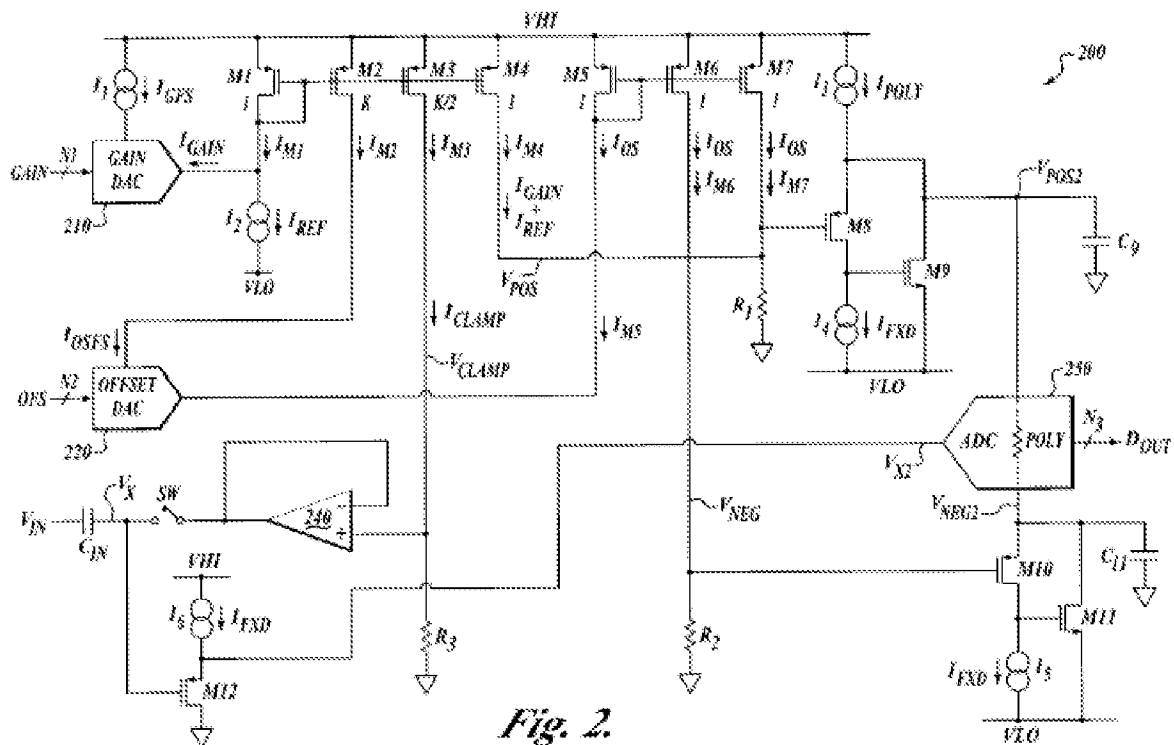 VHI
200
M1
1
M2
K
M3
K/2
M4
1
M5
1
M6
1
M7
1
I1
IGFS
GAIN
N1
GAIN DAC
210
IGAIN
IM1
I2
IREF
VLO
IM2
IM3
IM4
IGAIN
+
IREF
IOS
IOS
IM6
IOS
IM7
IPOLY
M8
M9
VPOS2
C9
VPOS
R1
I4
IFXD
VLO
IOSFS
ICLAMP
VCLAMP
IM5
OFS
N2
OFFSET DAC
220
250
ADC
POLY
N3
DOUT
VX2
VNEG2
VX
SW
VIN
CIN
240
+
VNEG
VHI
I6
IFXD
M12
R3
R2
M10
C11
M11
IFXD
I5
VLO
Fig. 2.